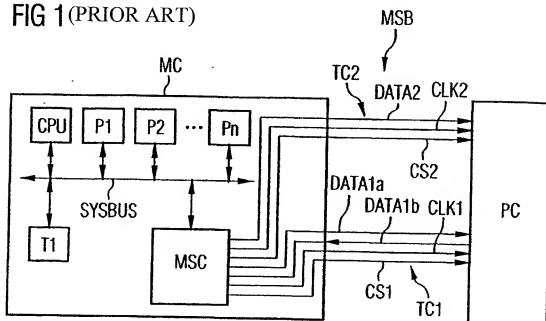 FIG 1 (PRIOR ART)
MSB
MC
TC2
DATA2
CLK2
CPU P1 P2 ... Pn
CS2
SYSBUS
DATA1a
DATA1b
CLK1
PC
T1
MSC
CS1
TC1